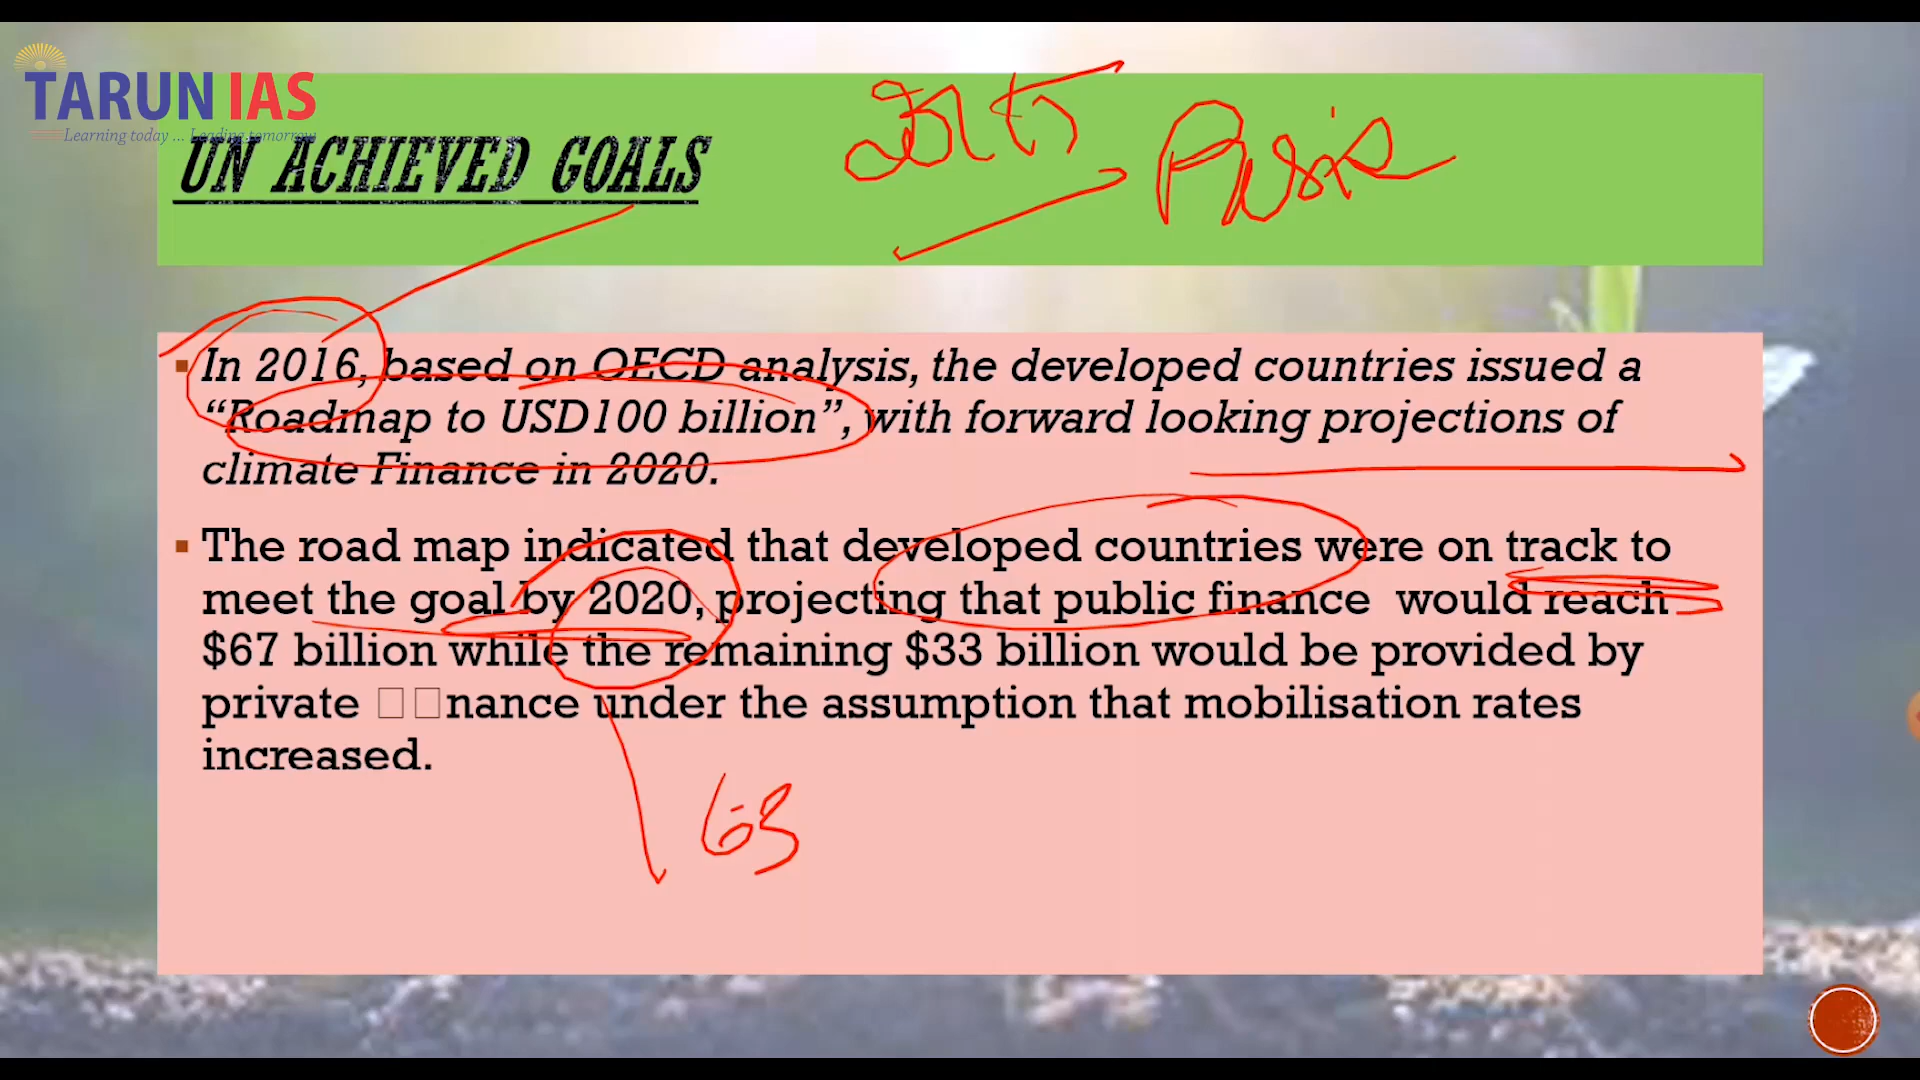 TARUN IAS
Learning today ... Leading tomorrow
UN ACHIEVED GOALS
2015
Paris
▪ In 2016, based on OECD analysis, the developed countries issued a
“Roadmap to USD100 billion”, with forward looking projections of
climate Finance in 2020.
▪ The road map indicated that developed countries were on track to
meet the goal by 2020, projecting that public finance would reach
$67 billion while the remaining $33 billion would be provided by
private □□nance under the assumption that mobilisation rates
increased.